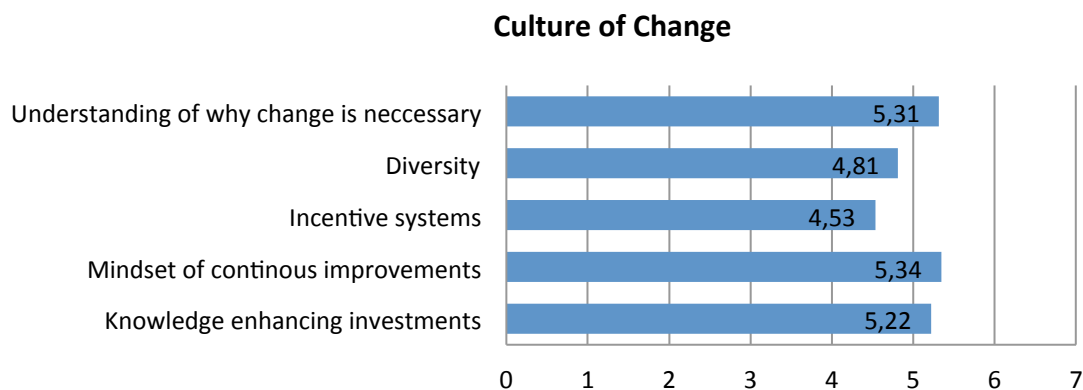 Culture of Change
Understanding of why change is neccessary
5,31
Diversity
4,81
Incentive systems
4,53
Mindset of continous improvements
5,34
Knowledge enhancing investments
5,22
0 1 2 3 4 5 6 7